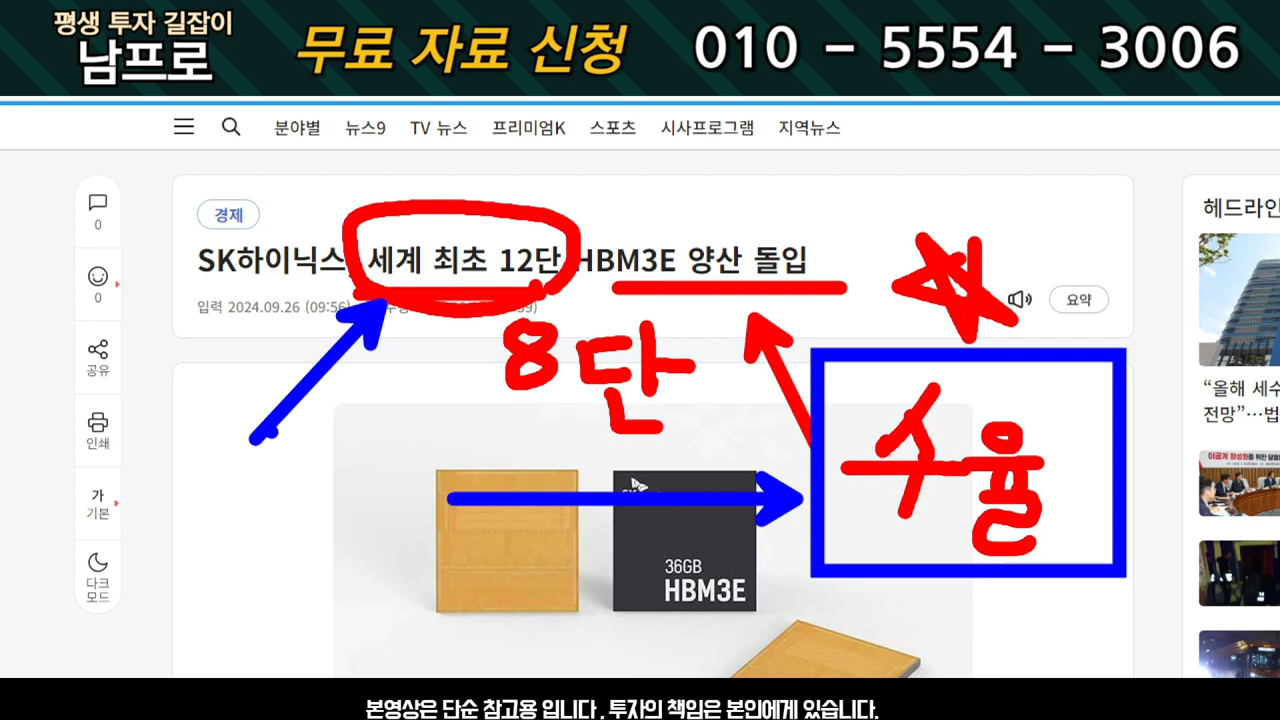 평생 투자 길잡이
남프로
무료 자료 신청
010 - 5554 - 3006
분야별 뉴스9 TV 뉴스 프리미엄K 스포츠 시사프로그램 지역뉴스
0
0
공유
인쇄
가
기본
다크
모드
경제
SK하이닉스, 세계 최초 12단 HBM3E 양산 돌입
입력 2024.09.26 (09:56)
요약
8단
수율
36GB
HBM3E
헤드라인
“올해 세수
전망”…법
본영상은 단순 참고용 입니다 , 투자의 책임은 본인에게 있습니다.